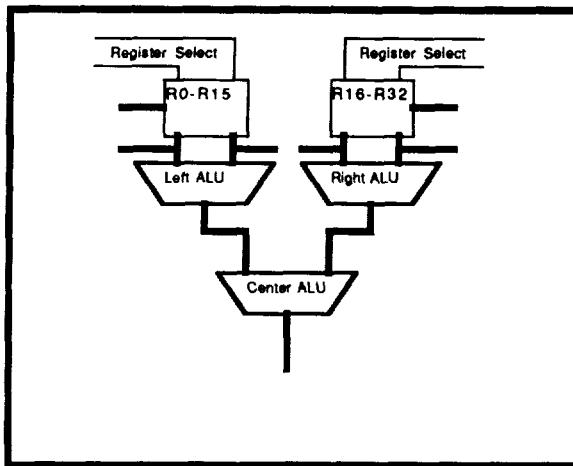 Register Select
Register Select
R0-R15
R16-R32
Left ALU
Right ALU
Center ALU